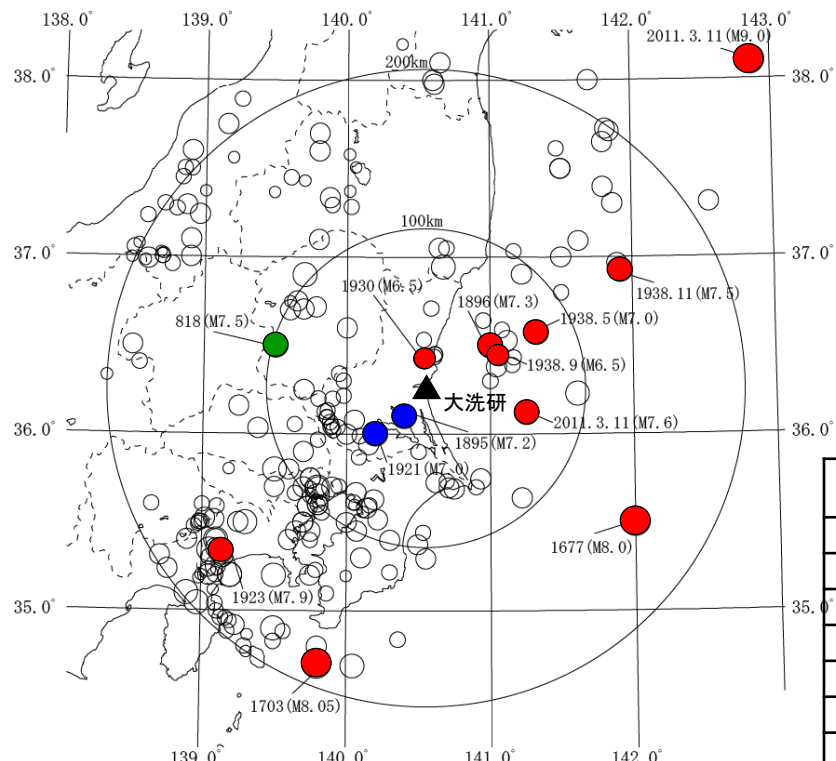 138.0°
139.0°
140.0°
141.0°
142.0°
143.0°
2011.3.11(M9.0)
200km
38.0°
38.0°
100km
37.0°
37.0°
1930(M6.5)
1896(M7.3)
1938.11(M7.5)
818(M7.5)
1938.5(M7.0)
1938.9(M6.5)
大洗研
2011.3.11(M7.6)
36.0°
36.0°
1895(M7.2)
1921(M7.0)
1677(M8.0)
35.0°
35.0°
1923(M7.9)
1703(M8.05)
139.0°
140.0°
141.0°
142.0°